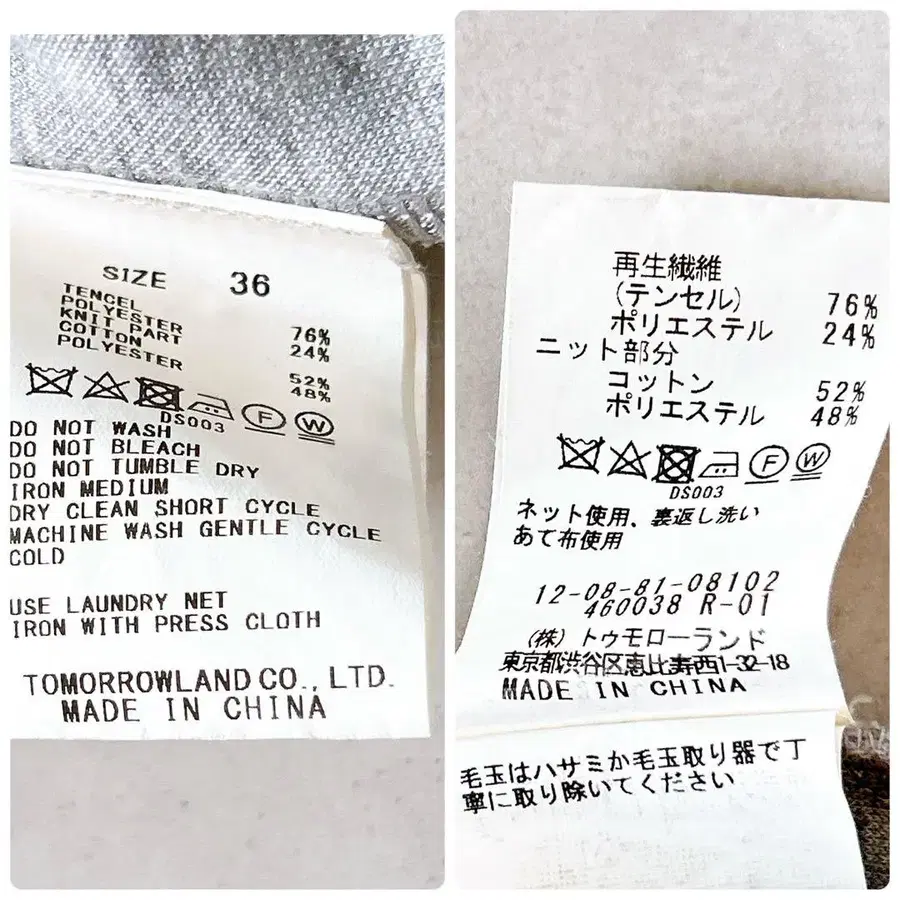 SIZE 36
TENCEL 76%
POLYESTER 24%
KNIT PART
COTTON 52%
POLYESTER 48%
DS003 F W
DO NOT WASH
DO NOT BLEACH
DO NOT TUMBLE DRY
IRON MEDIUM
DRY CLEAN SHORT CYCLE
MACHINE WASH GENTLE CYCLE
COLD
USE LAUNDRY NET
IRON WITH PRESS CLOTH
TOMORROWLAND CO., LTD.
MADE IN CHINA
再生繊維
(テンセル) 76%
ポリエステル 24%
ニット部分
コットン 52%
ポリエステル 48%
F W
DS003
ネット使用、裏返し洗い
あて布使用
12-08-81-08102
460038 R-01
(株) トゥモローランド
東京都渋谷区恵比寿西1-32-18
MADE IN CHINA
毛玉はハサミか毛玉取り器で丁
寧に取り除いてください